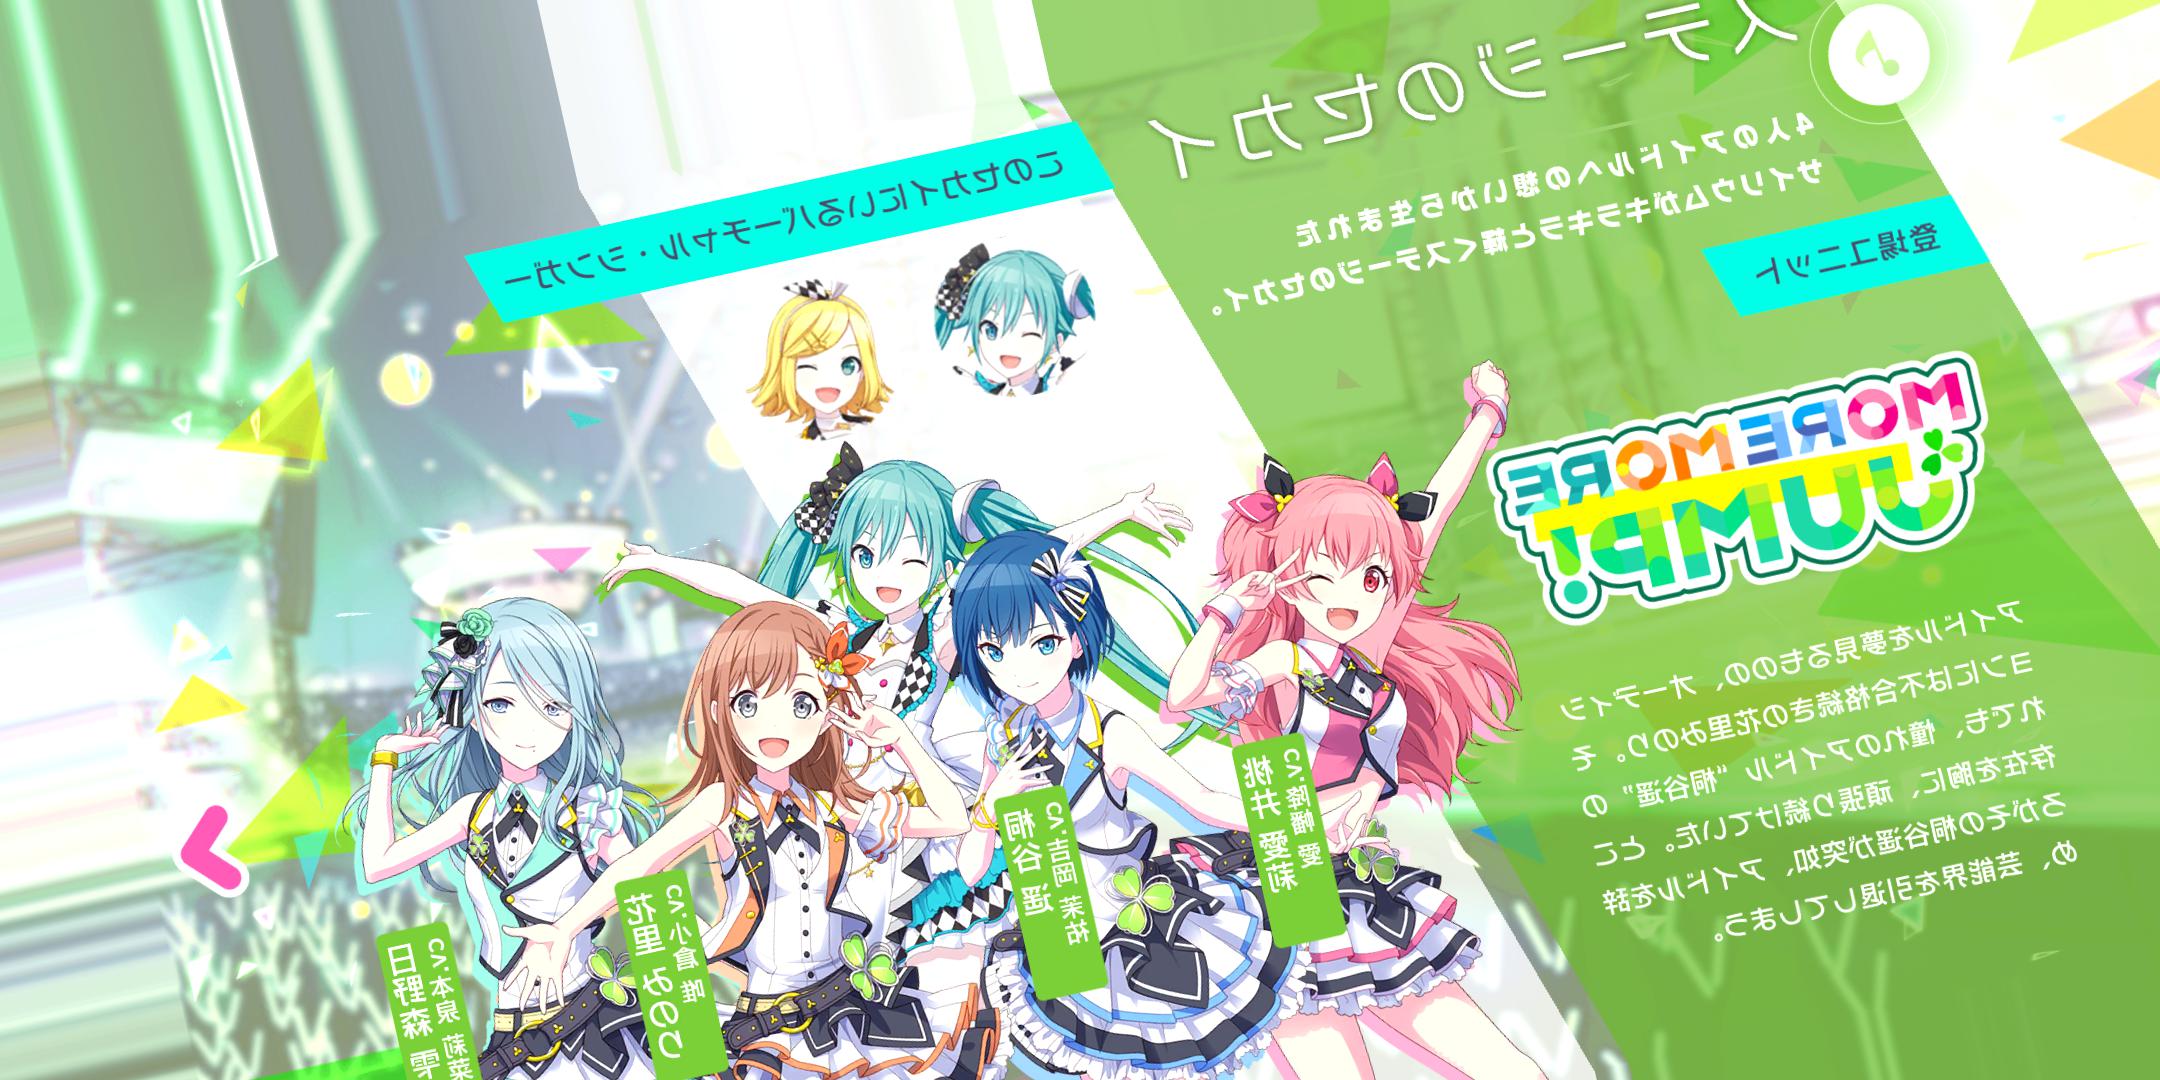 ステージのセカイ
4人のアイドルへの想いから生まれた
サイリウムがキラキラと輝くステージのセカイ。
登場ユニット
MORE MORE
JUMP!
アイドルを夢見るものの、オーディシ
ョンには不合格続きの花里みのり。そ
れでも、憧れのアイドル“桐谷遥”の
存在を胸に、頑張り続けていた。とこ
ろがその桐谷遥が突如、アイドルを辞
め、芸能界を引退してしまう。
このセカイにいるバーチャル・シンガー
桃井 愛莉
CV.降幡 愛
桐谷 遥
CV.吉岡 茉祐
花里 みのり
CV.小倉 唯
日野森 雫
CV.本泉 莉菜